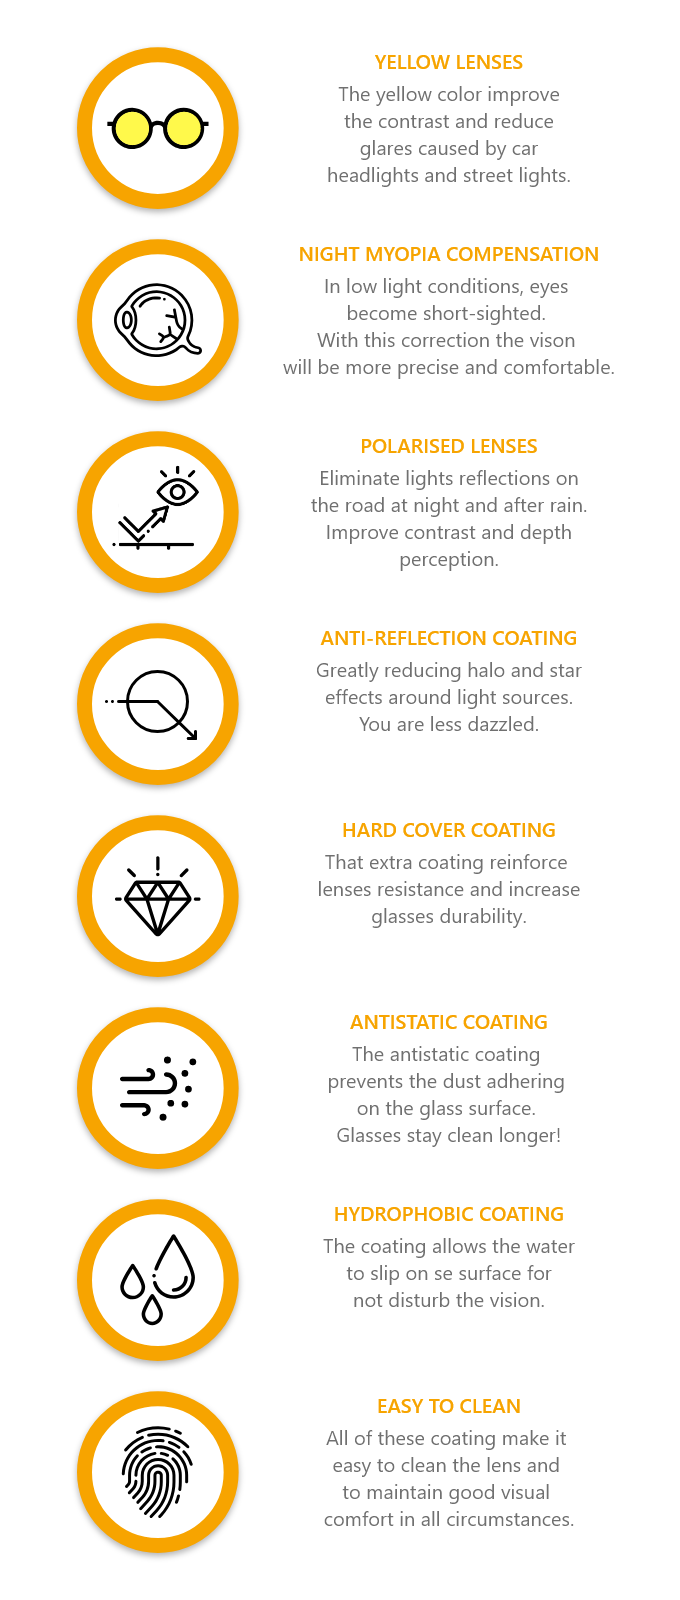 YELLOW LENSES
The yellow color improve
the contrast and reduce
glares caused by car
headlights and street lights.
NIGHT MYOPIA COMPENSATION
In low light conditions, eyes
become short-sighted.
With this correction the vison
will be more precise and comfortable.
POLARISED LENSES
Eliminate lights reflections on
the road at night and after rain.
Improve contrast and depth
perception.
ANTI-REFLECTION COATING
Greatly reducing halo and star
effects around light sources.
You are less dazzled.
HARD COVER COATING
That extra coating reinforce
lenses resistance and increase
glasses durability.
ANTISTATIC COATING
The antistatic coating
prevents the dust adhering
on the glass surface.
Glasses stay clean longer!
HYDROPHOBIC COATING
The coating allows the water
to slip on se surface for
not disturb the vision.
EASY TO CLEAN
All of these coating make it
easy to clean the lens and
to maintain good visual
comfort in all circumstances.